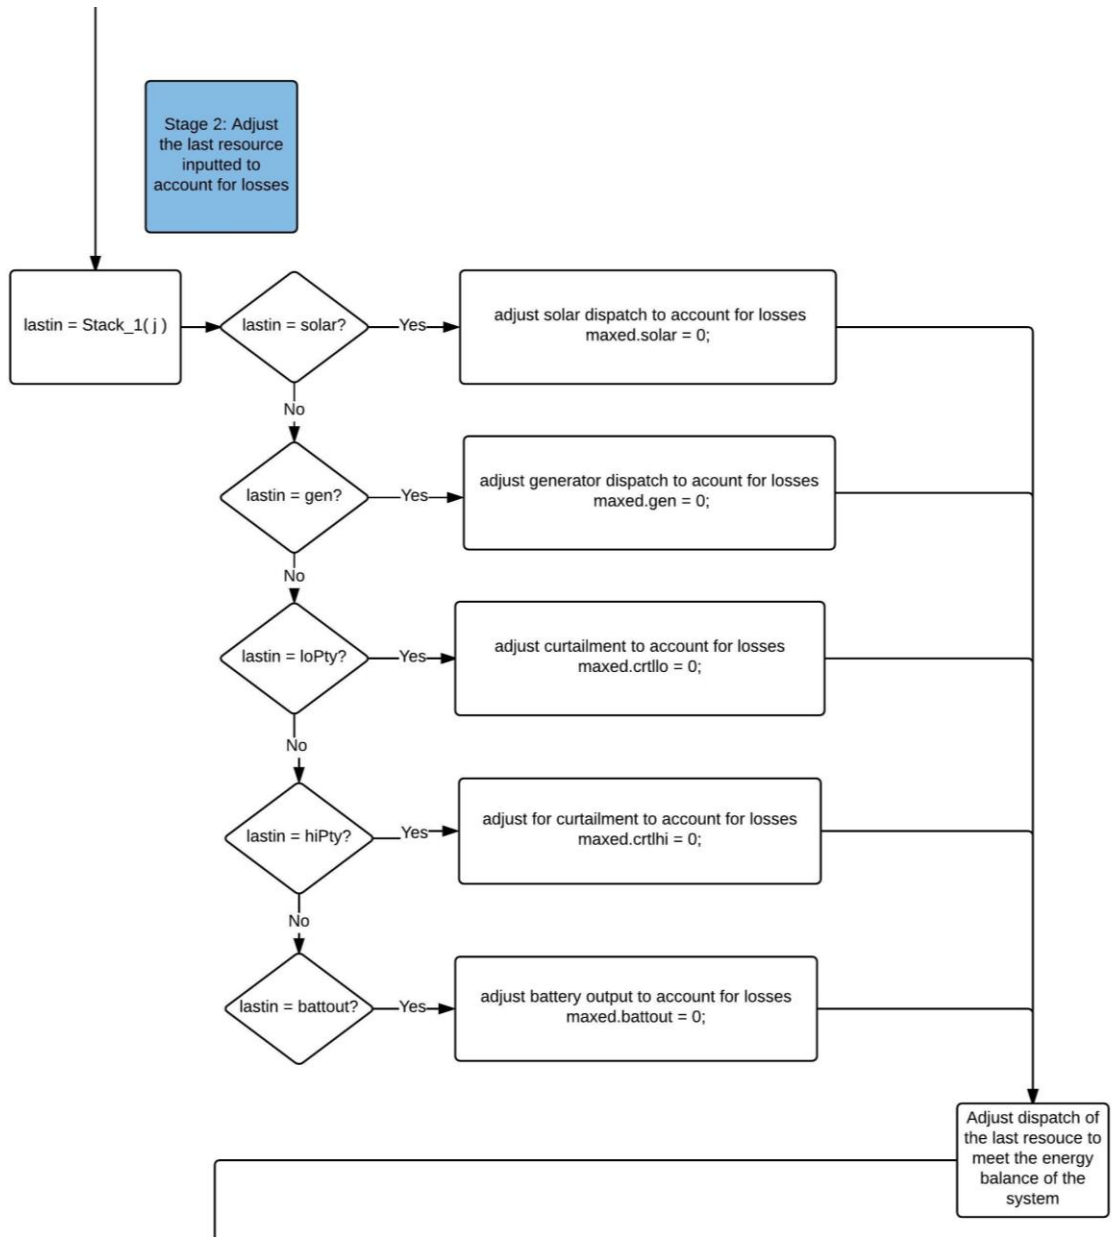 Stage 2: Adjust
the last resource
inputted to
account for losses
lastin = Stack_1( j )
lastin = solar?
Yes
adjust solar dispatch to account for losses
maxed.solar = 0;
No
lastin = gen?
Yes
adjust generator dispatch to acount for losses
maxed.gen = 0;
No
lastin = loPty?
Yes
adjust curtailment to account for losses
maxed.crtllo = 0;
No
lastin = hiPty?
Yes
adjust for curtailment to account for losses
maxed.crtlhi = 0;
No
lastin = battout?
Yes
adjust battery output to account for losses
maxed.battout = 0;
Adjust dispatch of
the last resouce to
meet the energy
balance of the
system